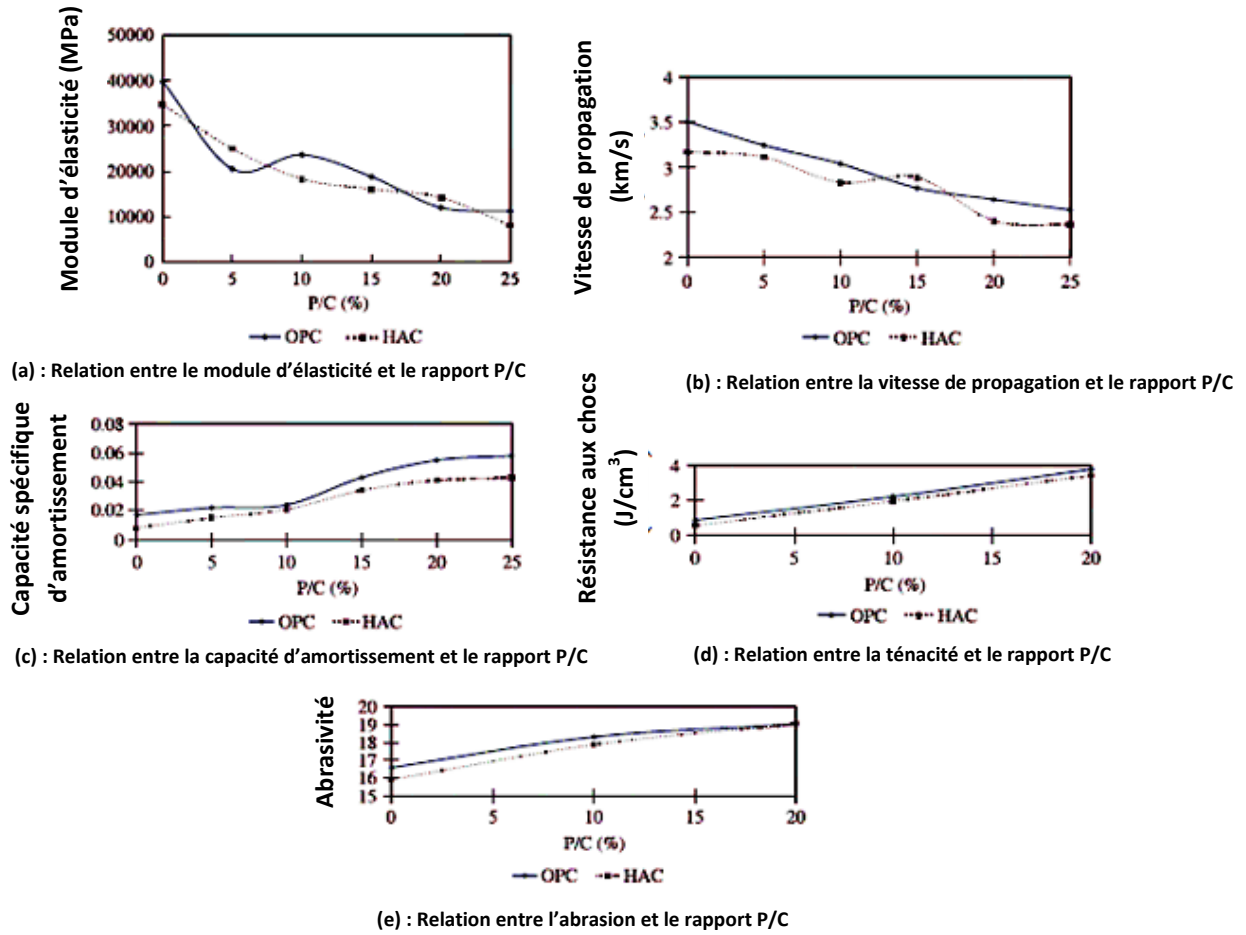 Module d'élasticité (MPa)
50000
40000
30000
20000
10000
0
0 5 10 15 20 25
P/C (%)
OPC HAC
(a) : Relation entre le module d'élasticité et le rapport P/C
Vitesse de propagation
(km/s)
4
3.5
3
2.5
2
0 5 10 15 20 25
P/C (%)
OPC HAC
(b) : Relation entre la vitesse de propagation et le rapport P/C
Capacité spécifique
d'amortissement
0.08
0.06
0.04
0.02
0
0 5 10 15 20 25
P/C (%)
OPC HAC
(c) : Relation entre la capacité d'amortissement et le rapport P/C
Résistance aux chocs
(J/cm³)
4
2
0
0 5 10 15 20
P/C (%)
OPC HAC
(d) : Relation entre la ténacité et le rapport P/C
Abrasivité
20
19
18
17
16
15
0 5 10 15 20
P/C (%)
OPC HAC
(e) : Relation entre l'abrasion et le rapport P/C